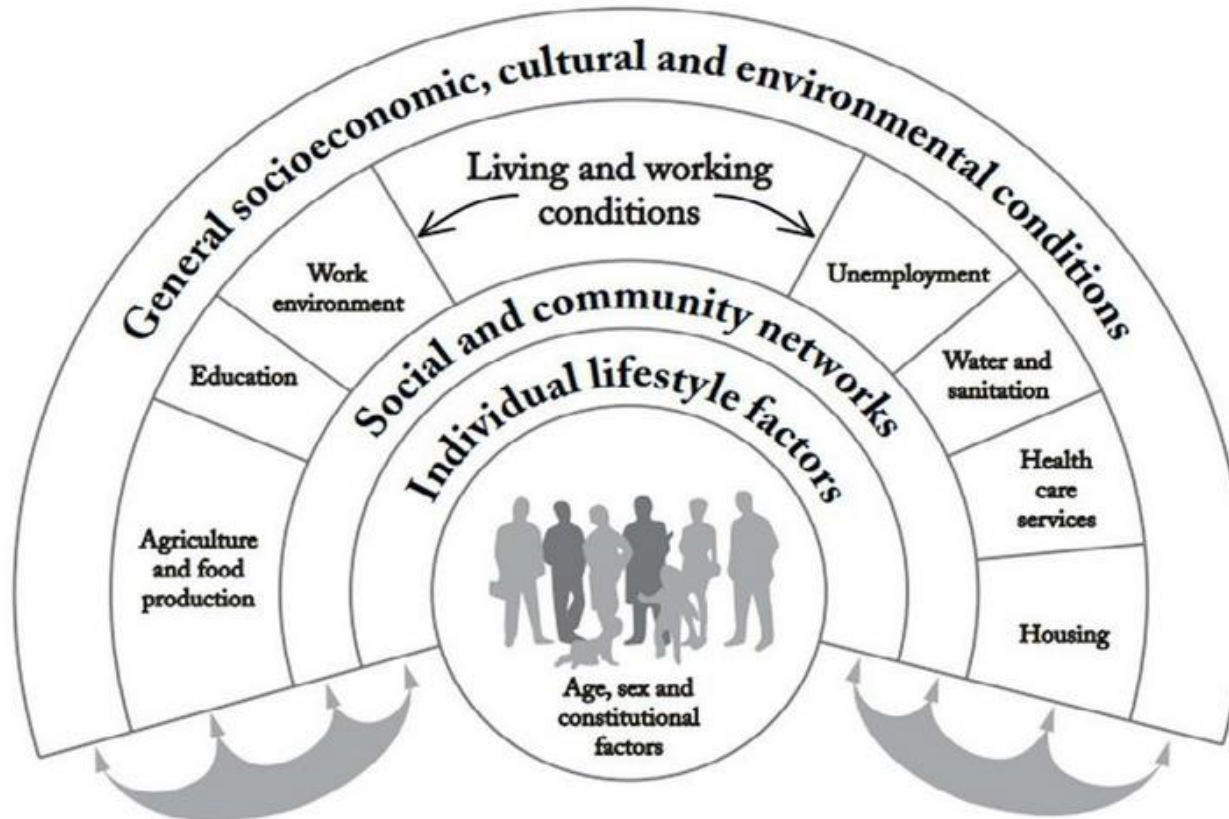 General socioeconomic, cultural and environmental conditions
Living and working
conditions
Work
environment
Unemployment
Education
Water and
sanitation
Agriculture
and food
production
Health
care
services
Housing
Social and community networks
Individual lifestyle factors
Age, sex and
constitutional
factors